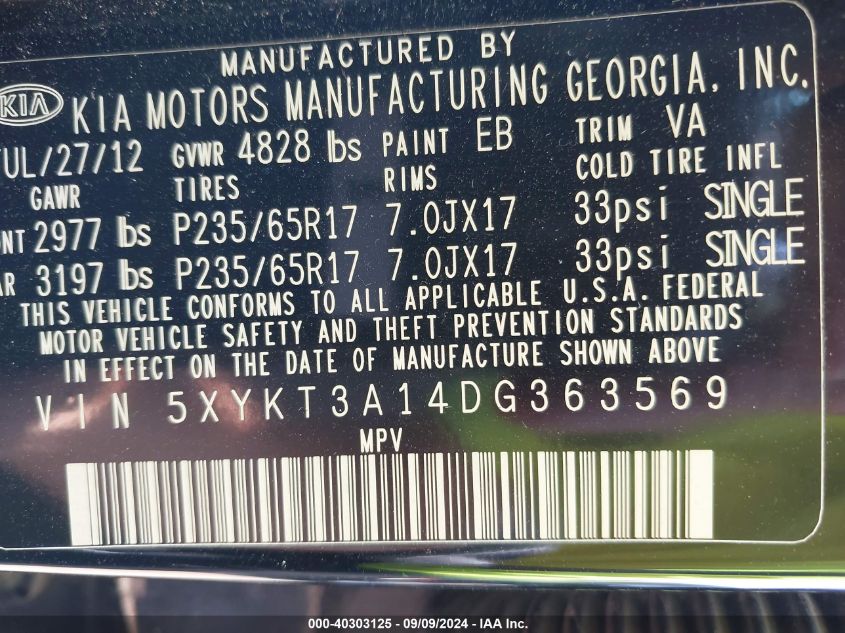 MANUFACTURED BY
KIA KIA MOTORS MANUFACTURING GEORGIA, INC.
UL/27/12 GVWR 4828 lbs PAINT EB TRIM VA
GAWR TIRES RIMS COLD TIRE INFL
NT 2977 lbs P235/65R17 7.0JX17 33psi SINGLE
AR 3197 lbs P235/65R17 7.0JX17 33psi SINGLE
THIS VEHICLE CONFORMS TO ALL APPLICABLE U.S.A. FEDERAL
MOTOR VEHICLE SAFETY AND THEFT PREVENTION STANDARDS
IN EFFECT ON THE DATE OF MANUFACTURE SHOWN ABOVE
VIN 5XYKT3A14DG363569
MPV
000-40303125 - 09/09/2024 - IAA Inc.